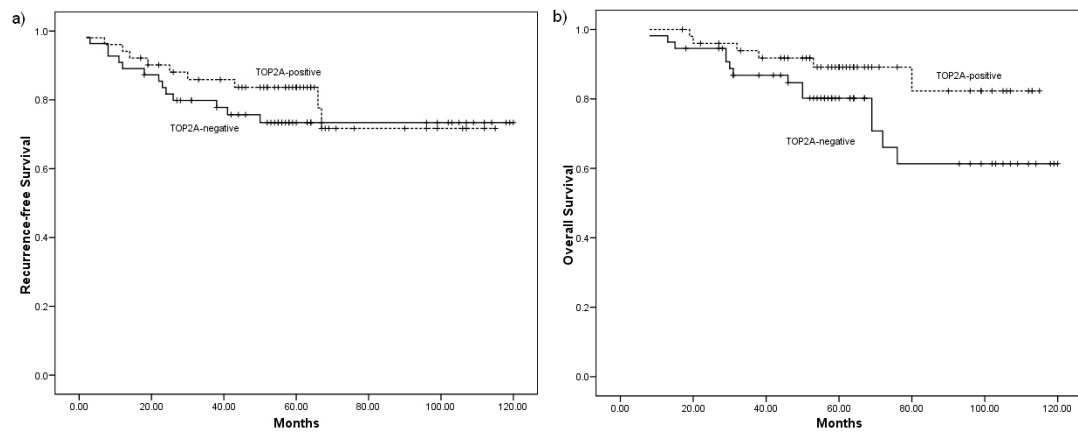 a)
1.0
0.8
0.6
0.4
0.2
0.0
Recurrence-free Survival
TOP2A-positive
TOP2A-negative
0.00 20.00 40.00 60.00 80.00 100.00 120.00
Months
b)
1.0
0.8
0.6
0.4
0.2
0.0
Overall Survival
TOP2A-positive
TOP2A-negative
0.00 20.00 40.00 60.00 80.00 100.00 120.00
Months